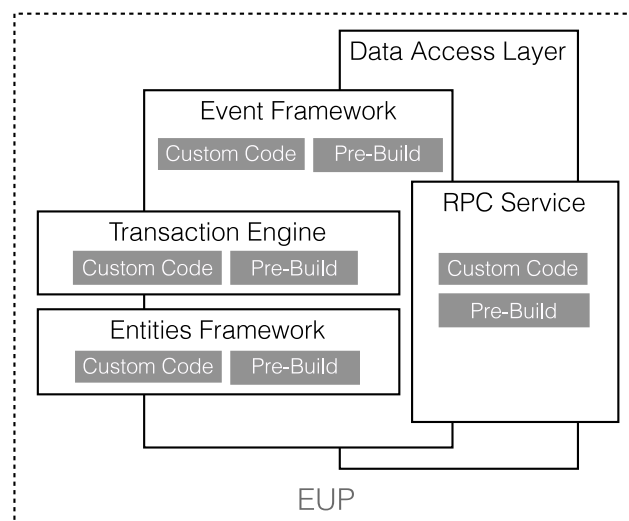 Data Access Layer
Event Framework
Custom Code Pre-Build
RPC Service
Transaction Engine
Custom Code Pre-Build
Custom Code
Pre-Build
Entities Framework
Custom Code Pre-Build
EUP